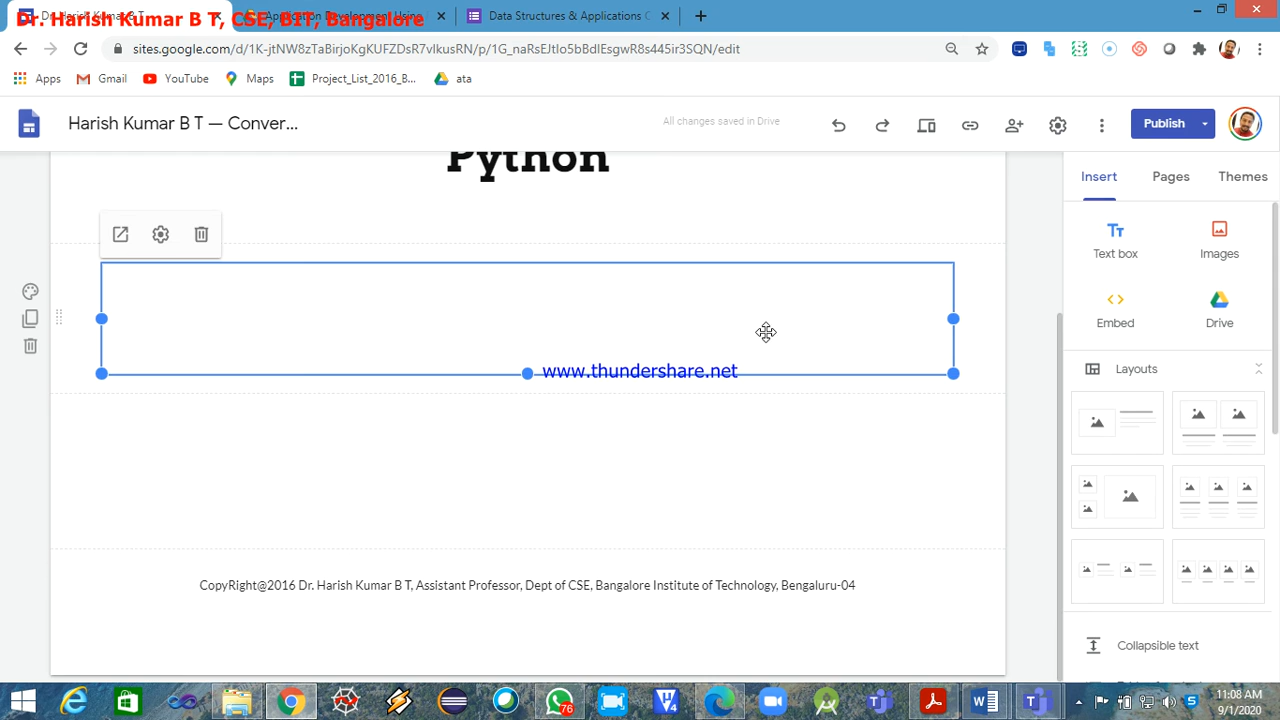 Dr. Harish Kumar B T, CSE, BIT, Bangalore
Data Structures & Applications C
sites.google.com/d/1K-jtNW8zTaBirjoKgKUFZDsR7vlkusRN/p/1G_naRsEJtIo5bBdlEsgwR8s445ir3SQN/edit
Apps Gmail YouTube Maps Project_List_2016_B... ata
Harish Kumar B T — Conver...
All changes saved in Drive
Publish
Python
Insert Pages Themes
Text box Images
Embed Drive
www.thundershare.net
Layouts
CopyRight@2016 Dr. Harish Kumar B T, Assistant Professor, Dept of CSE, Bangalore Institute of Technology, Bengaluru-04
Collapsible text
76
11:08 AM
9/1/2020